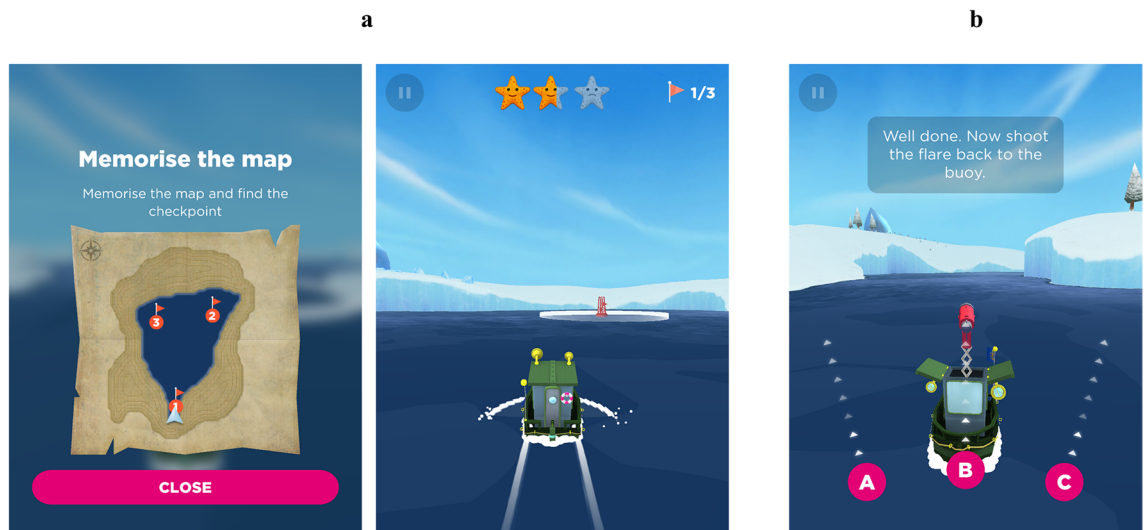 a
b
Memorise the map
Memorise the map and find the
checkpoint
3
2
1
CLOSE
1/3
Well done. Now shoot
the flare back to the
buoy.
A
B
C